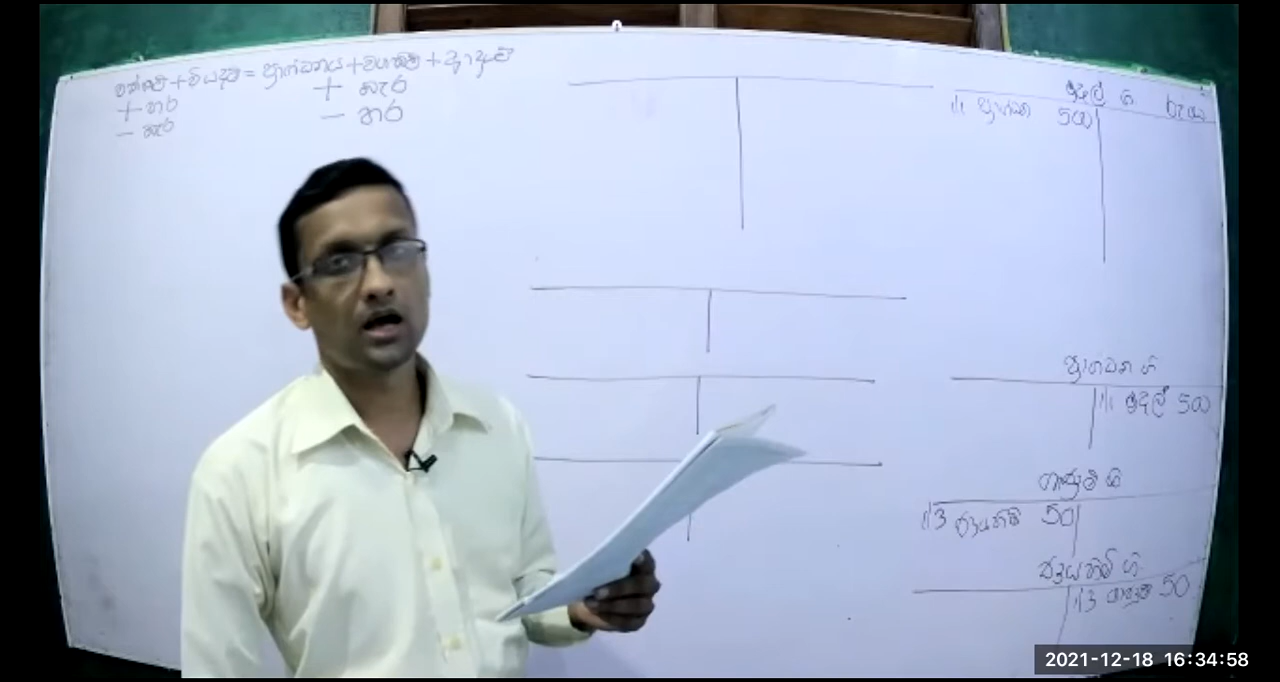 වත්කම් + වියදම් = ප්‍රාග්ධනය + වගකීම් + ආදායම්
+ හර
+ බැර
- බැර
- හර
මුදල් ගි
1/1 ප්‍රාග්ධන 500
ප්‍රාග්ධන ගි
1/1 මුදල් 500
ගැණුම් ගි
1/3 ණයහිමි 50
ණයහිමි ගි
1/3 ගැණුම් 50
2021-12-18 16:34:58